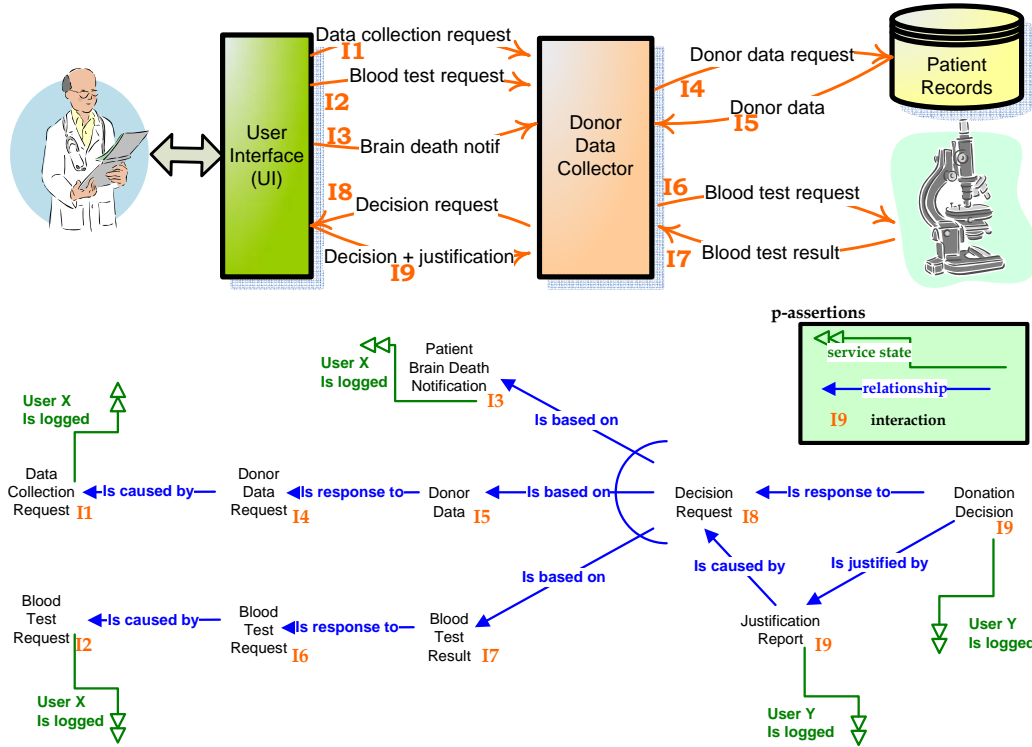 Data collection request
I1
Blood test request
I2
I3
Brain death notif
I8
Decision request
Decision + justification
I9
User
Interface
(UI)
Donor
Data
Collector
Donor data request
I4
Donor data
I5
I6
Blood test request
I7
Blood test result
Patient
Records
p-assertions
service state
relationship
I9 interaction
User X
Is logged
Patient
Brain Death
Notification
I3
User X
Is logged
Is based on
Data
Collection
Request I1
Is caused by
Donor
Data
Request I4
Is response to
Donor
Data I5
Is based on
Decision
Request
I8
Is response to
Donation
Decision
I9
Is based on
Is caused by
Is justified by
Blood
Test
Request
I2
Is caused by
Blood
Test
Request I6
Is response to
Blood
Test
Result I7
Justification
Report I9
User Y
Is logged
User X
Is logged
User Y
Is logged